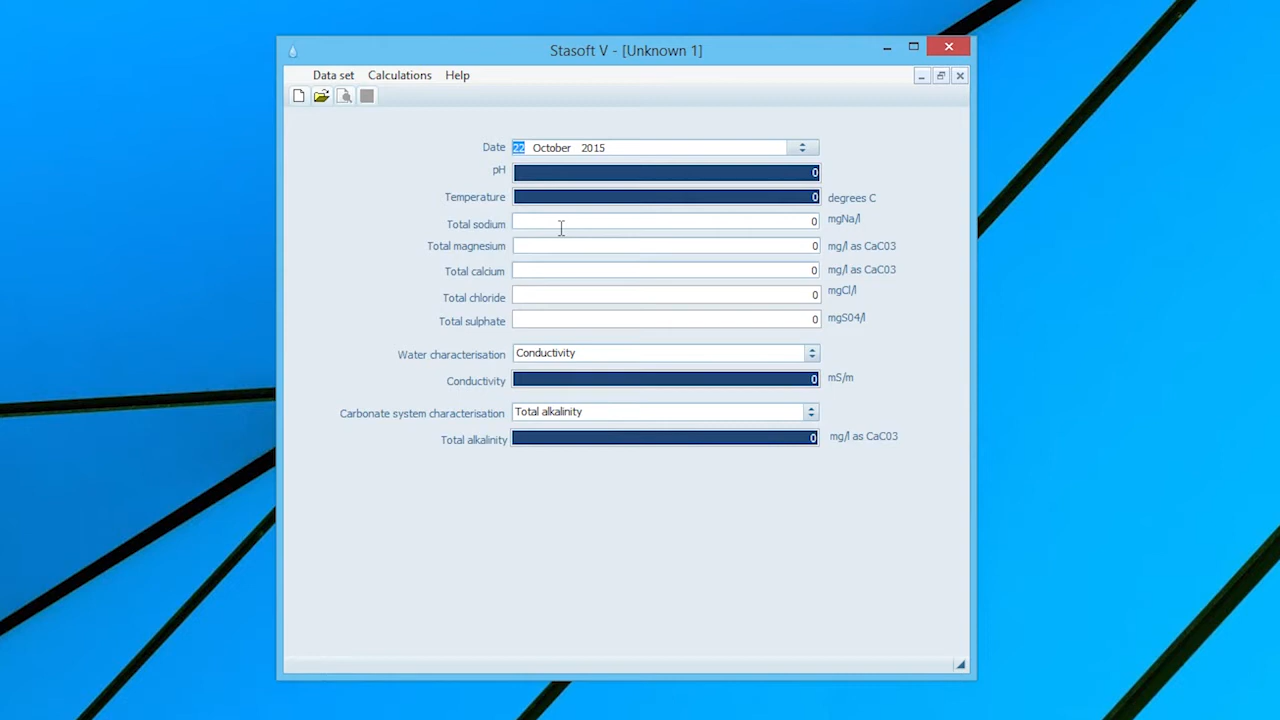 Stasoft V - [Unknown 1]
Data set Calculations Help
Date 22 October 2015
pH 0
Temperature 0 degrees C
Total sodium 0 mgNa/l
Total magnesium 0 mg/l as CaC03
Total calcium 0 mg/l as CaC03
Total chloride 0 mgCl/l
Total sulphate 0 mgS04/l
Water characterisation Conductivity
Conductivity 0 mS/m
Carbonate system characterisation Total alkalinity
Total alkalinity 0 mg/l as CaC03